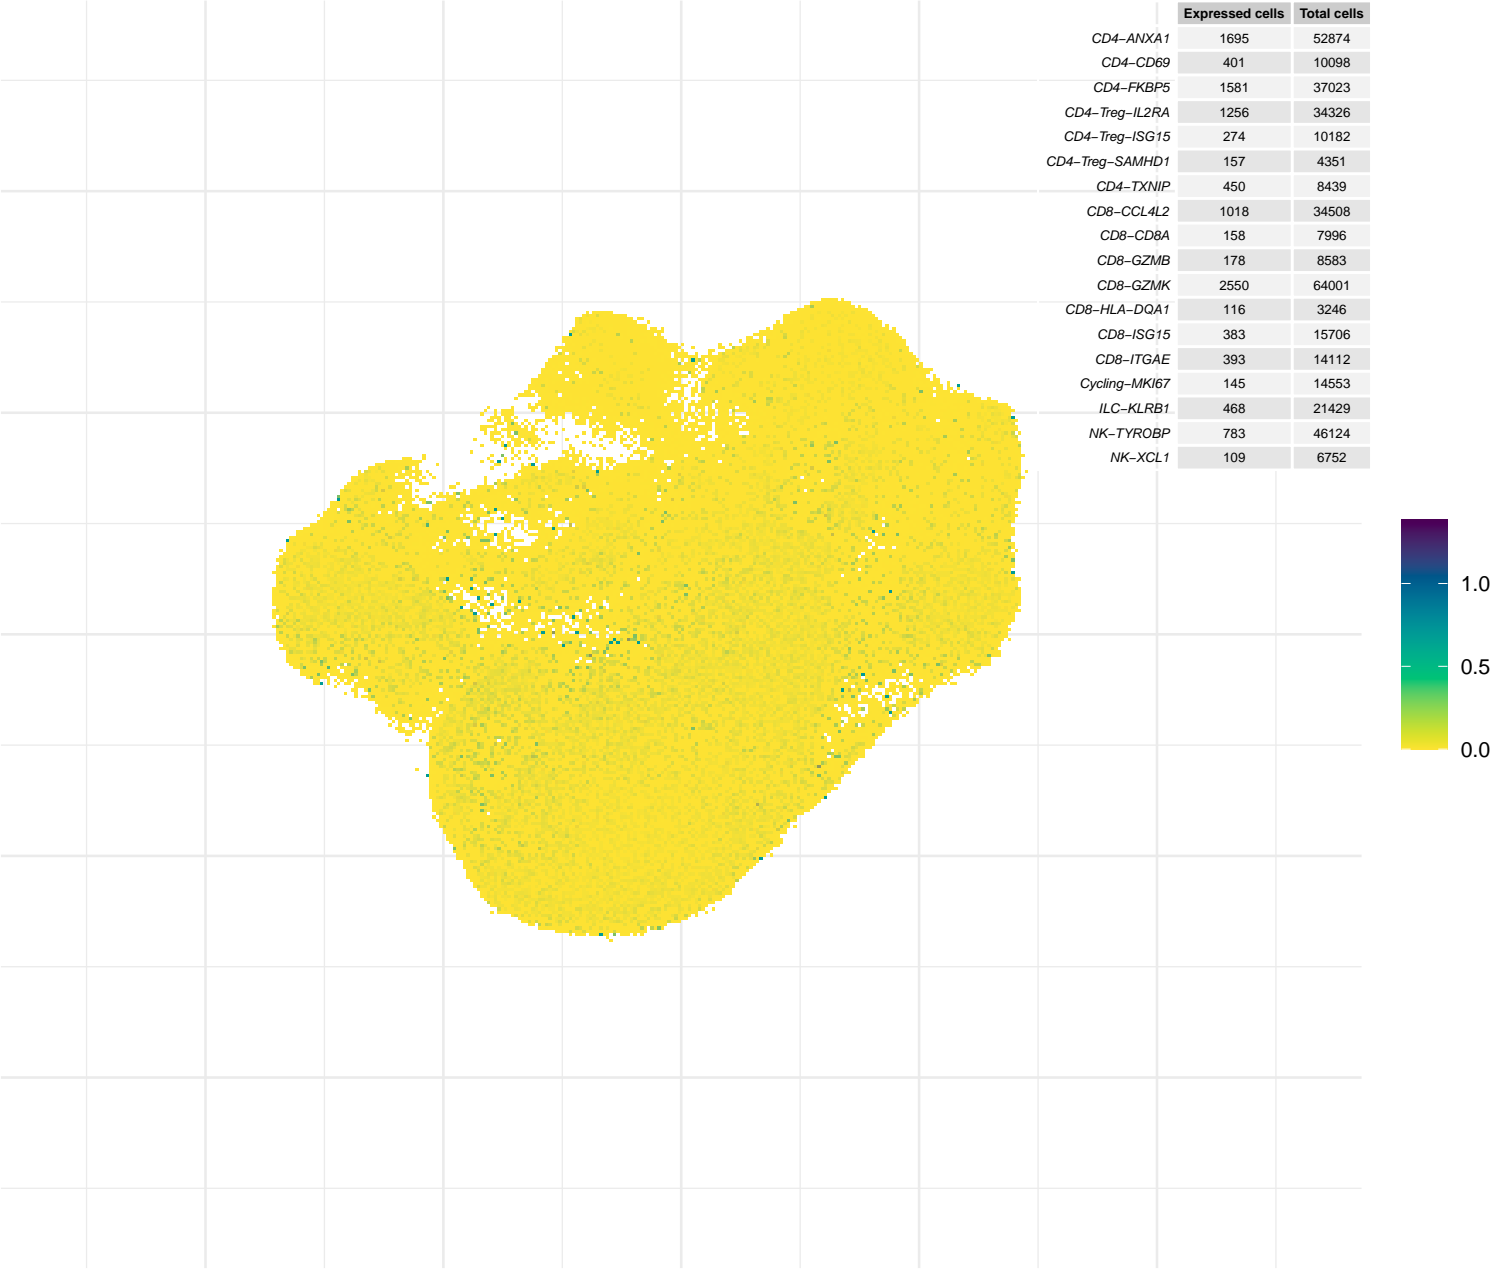 Expressed cells Total cells
CD4−ANXA1 1695 52874
CD4−CD69 401 10098
CD4−FKBP5 1581 37023
CD4−Treg−IL2RA 1256 34326
CD4−Treg−ISG15 274 10182
CD4−Treg−SAMHD1 157 4351
CD4−TXNIP 450 8439
CD8−CCL4L2 1018 34508
CD8−CD8A 158 7996
CD8−GZMB 178 8583
CD8−GZMK 2550 64001
CD8−HLA−DQA1 116 3246
CD8−ISG15 383 15706
CD8−ITGAE 393 14112
Cycling−MKI67 145 14553
ILC−KLRB1 468 21429
NK−TYROBP 783 46124
NK−XCL1 109 6752
1.0
0.5
0.0